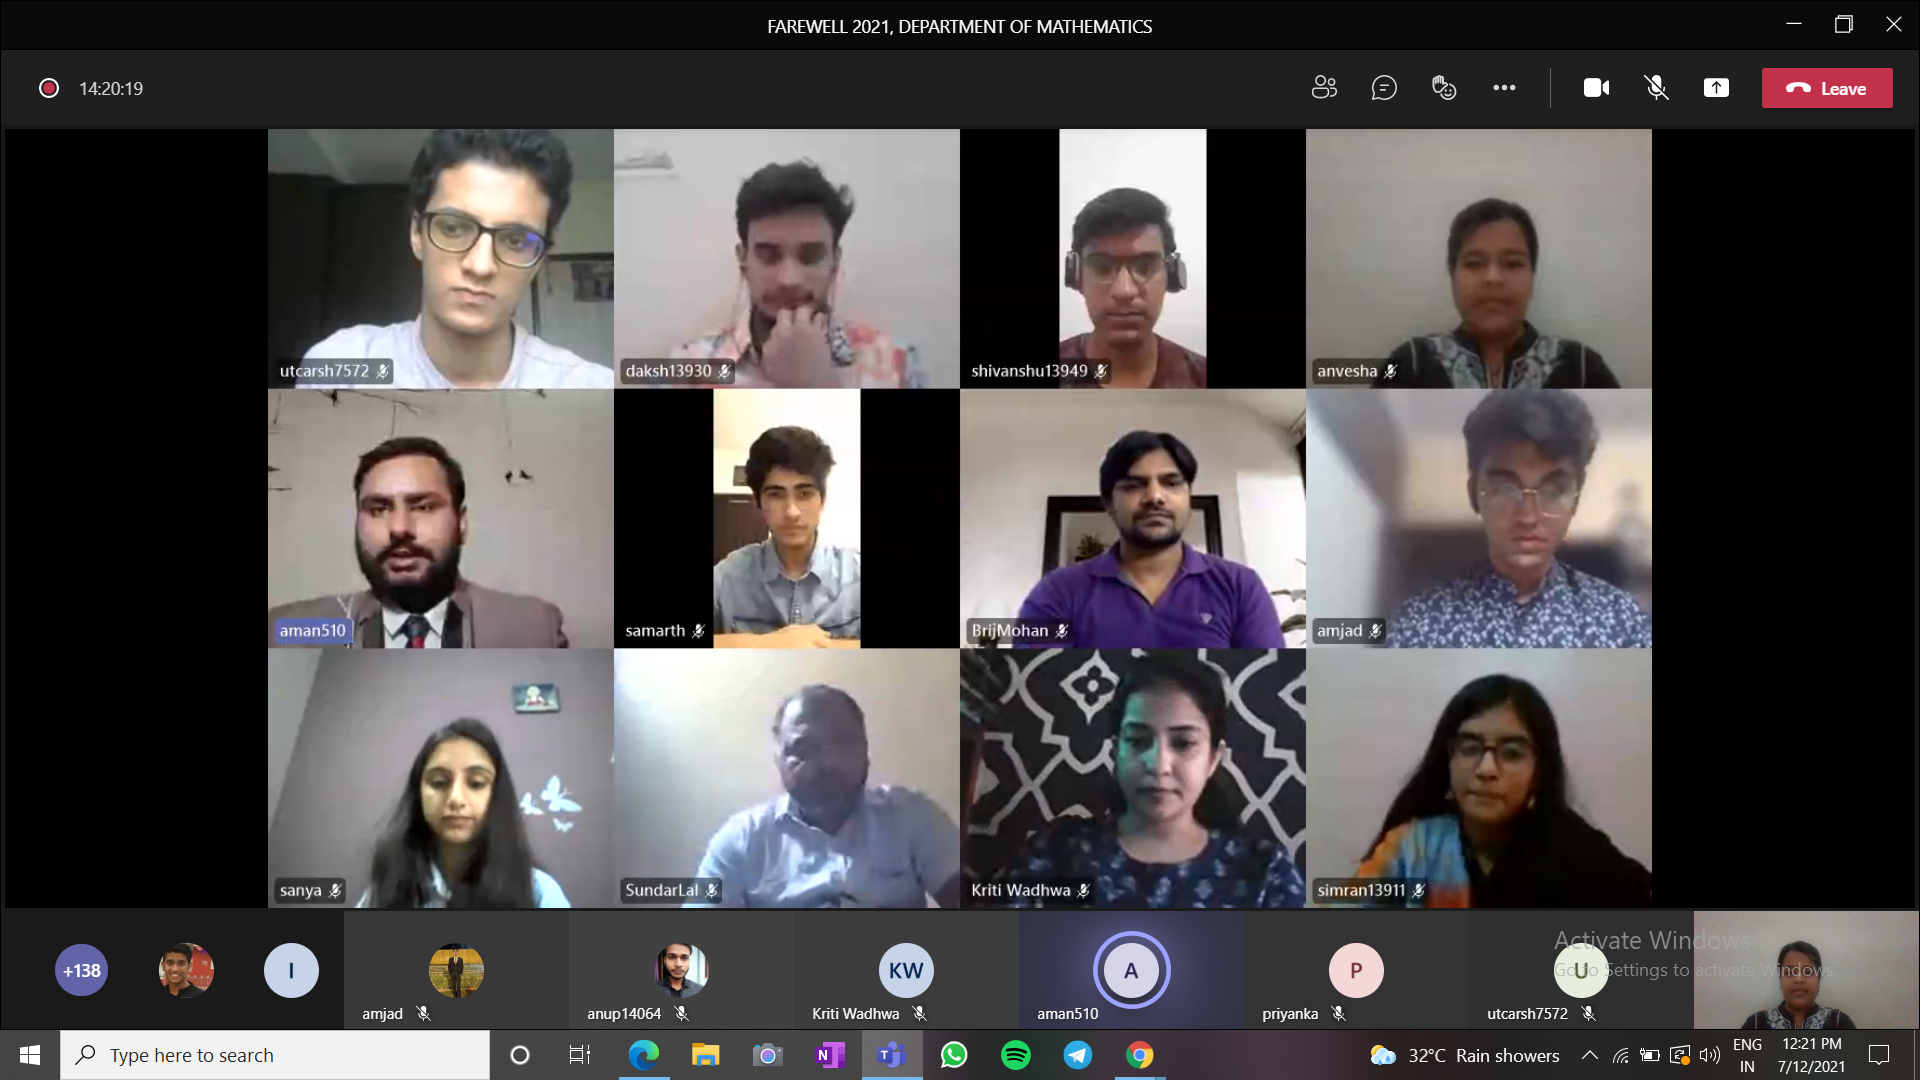 FAREWELL 2021, DEPARTMENT OF MATHEMATICS
14:20:19
Leave
utcarsh7572
daksh13930
shivanshu13949
anvesha
aman510
samarth
BrijMohan
amjad
sanya
SundarLal
Kriti Wadhwa
simran13911
+138
I
amjad
anup14064
KW
Kriti Wadhwa
A
aman510
P
priyanka
U
utcarsh7572
Activate Windows
Go to Settings to activate Windows.
Type here to search
N
T
32°C Rain showers
ENG
IN
12:21 PM
7/12/2021